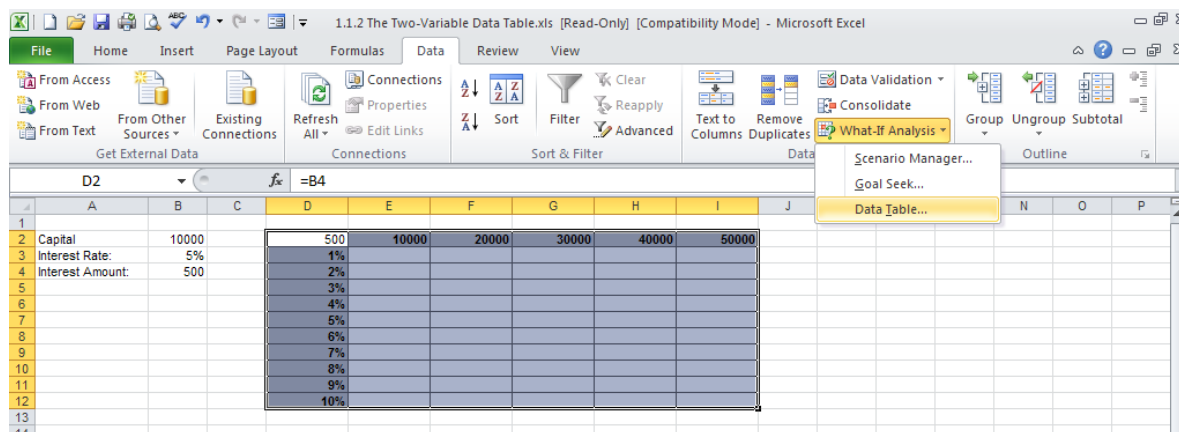 1.1.2 The Two-Variable Data Table.xls [Read-Only] [Compatibility Mode] - Microsoft Excel
File Home Insert Page Layout Formulas Data Review View
From Access
From Web
From Text
From Other Sources
Existing Connections
Get External Data
Refresh All
Connections
Properties
Edit Links
Connections
Sort
Filter
Clear
Reapply
Advanced
Sort & Filter
Text to Columns
Remove Duplicates
Data Validation
Consolidate
What-If Analysis
Data
Group
Ungroup
Subtotal
Outline
Scenario Manager...
Goal Seek...
Data Table...
D2 fx =B4
A B C D E F G H I J N O P
1
2 Capital 10000 500 10000 20000 30000 40000 50000
3 Interest Rate: 5% 1%
4 Interest Amount: 500 2%
5 3%
6 4%
7 5%
8 6%
9 7%
10 8%
11 9%
12 10%
13